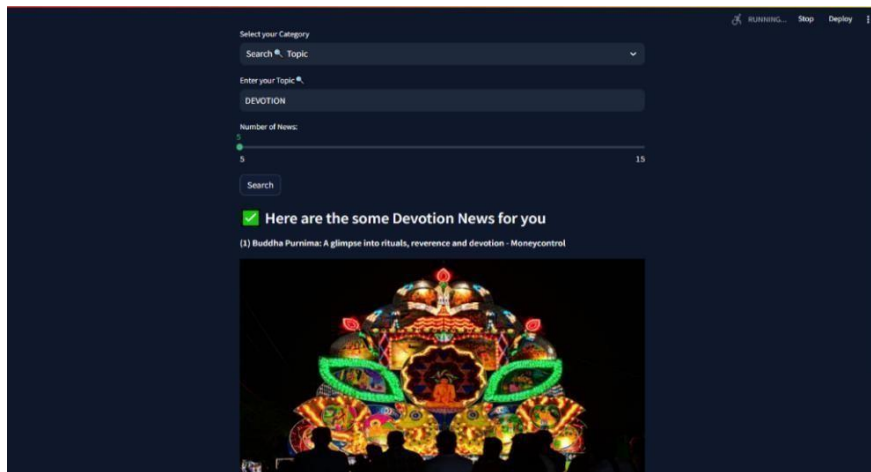 RUNNING... Stop Deploy
Select your Category
Search🔍 Topic
Enter your Topic🔍
DEVOTION
Number of News:
5
5 15
Search
✅ Here are the some Devotion News for you
(1) Buddha Purnima: A glimpse into rituals, reverence and devotion - Moneycontrol